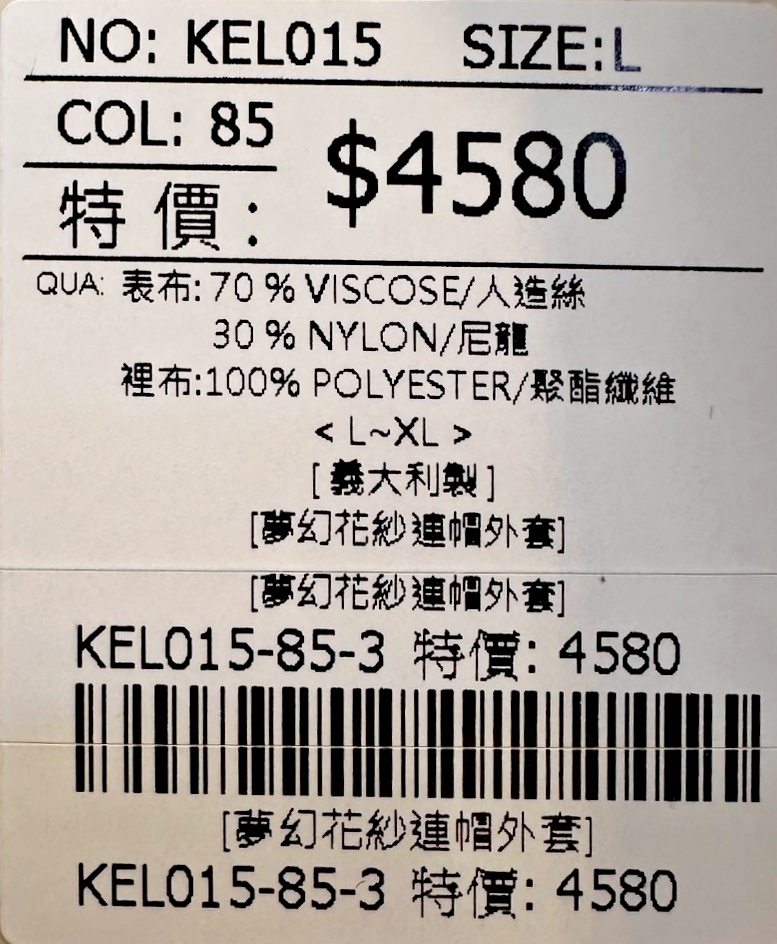 NO: KEL015 SIZE:L
COL: 85
$4580
特價:
QUA: 表布: 70 % VISCOSE/人造絲
30 % NYLON/尼龍
裡布:100% POLYESTER/聚酯纖維
< L~XL >
[ 義大利製 ]
[夢幻花紗連帽外套]
[夢幻花紗連帽外套]
KEL015-85-3 特價: 4580
[夢幻花紗連帽外套]
KEL015-85-3 特價: 4580